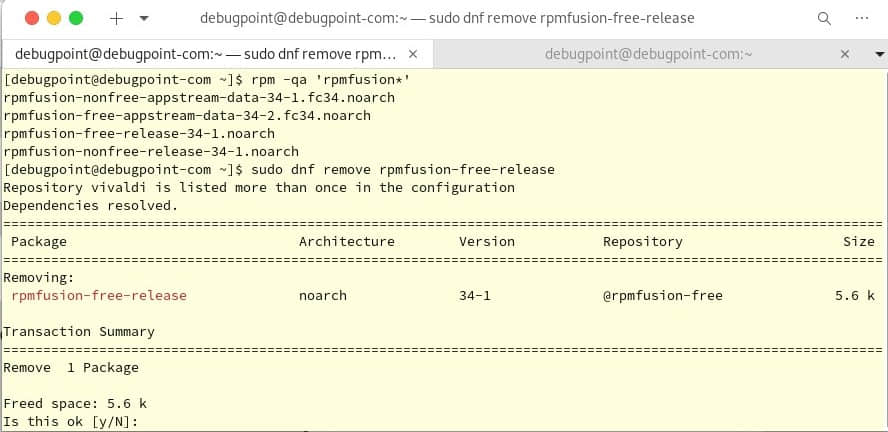 debugpoint@debugpoint-com:~ — sudo dnf remove rpmfusion-free-release
debugpoint@debugpoint-com:~ — sudo dnf remove rpm...
debugpoint@debugpoint-com:~
[debugpoint@debugpoint-com ~]$ rpm -qa 'rpmfusion*'
rpmfusion-nonfree-appstream-data-34-1.fc34.noarch
rpmfusion-free-appstream-data-34-2.fc34.noarch
rpmfusion-free-release-34-1.noarch
rpmfusion-nonfree-release-34-1.noarch
[debugpoint@debugpoint-com ~]$ sudo dnf remove rpmfusion-free-release
Repository vivaldi is listed more than once in the configuration
Dependencies resolved.
Package Architecture Version Repository Size
Removing:
rpmfusion-free-release noarch 34-1 @rpmfusion-free 5.6 k
Transaction Summary
Remove 1 Package
Freed space: 5.6 k
Is this ok [y/N]: